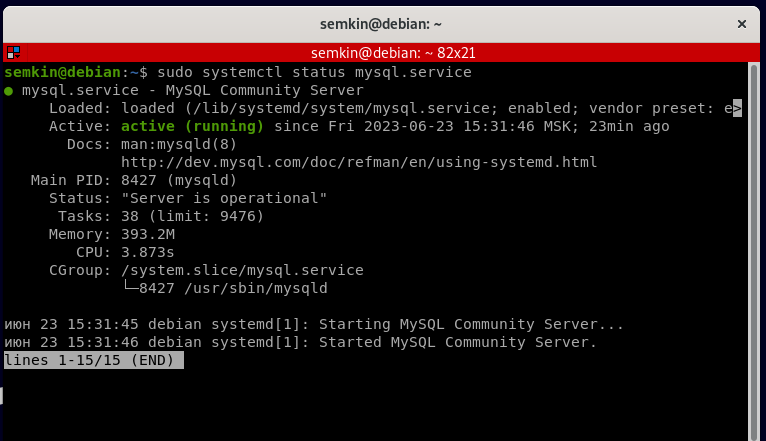 semkin@debian: ~
semkin@debian: ~ 82x21
semkin@debian:~$ sudo systemctl status mysql.service
● mysql.service - MySQL Community Server
     Loaded: loaded (/lib/systemd/system/mysql.service; enabled; vendor preset: e>
     Active: active (running) since Fri 2023-06-23 15:31:46 MSK; 23min ago
       Docs: man:mysqld(8)
             http://dev.mysql.com/doc/refman/en/using-systemd.html
   Main PID: 8427 (mysqld)
     Status: "Server is operational"
      Tasks: 38 (limit: 9476)
     Memory: 393.2M
        CPU: 3.873s
     CGroup: /system.slice/mysql.service
             └─8427 /usr/sbin/mysqld
июн 23 15:31:45 debian systemd[1]: Starting MySQL Community Server...
июн 23 15:31:46 debian systemd[1]: Started MySQL Community Server.
lines 1-15/15 (END)